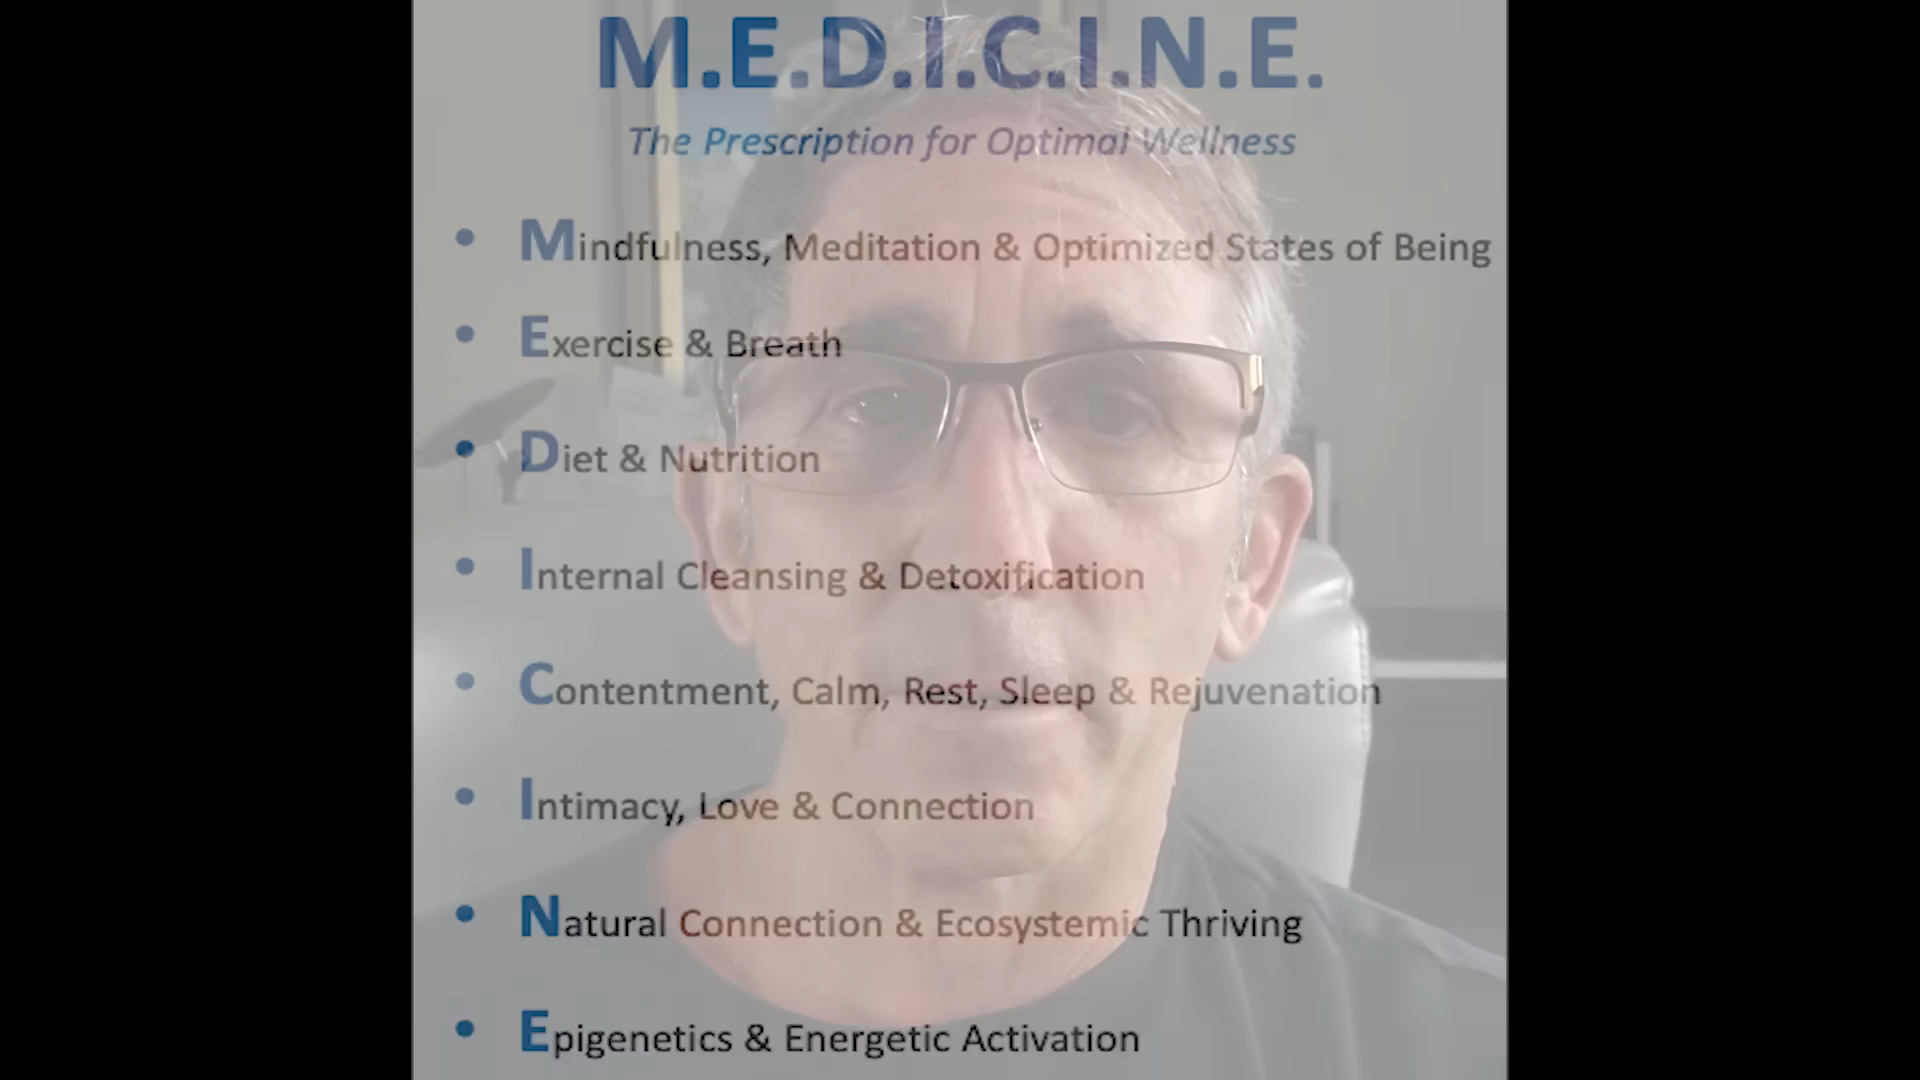 M.E.D.I.C.I.N.E.
The Prescription for Optimal Wellness
• Mindfulness, Meditation & Optimized States of Being
• Exercise & Breath
• Diet & Nutrition
• Internal Cleansing & Detoxification
• Contentment, Calm, Rest, Sleep & Rejuvenation
• Intimacy, Love & Connection
• Natural Connection & Ecosystemic Thriving
• Epigenetics & Energetic Activation